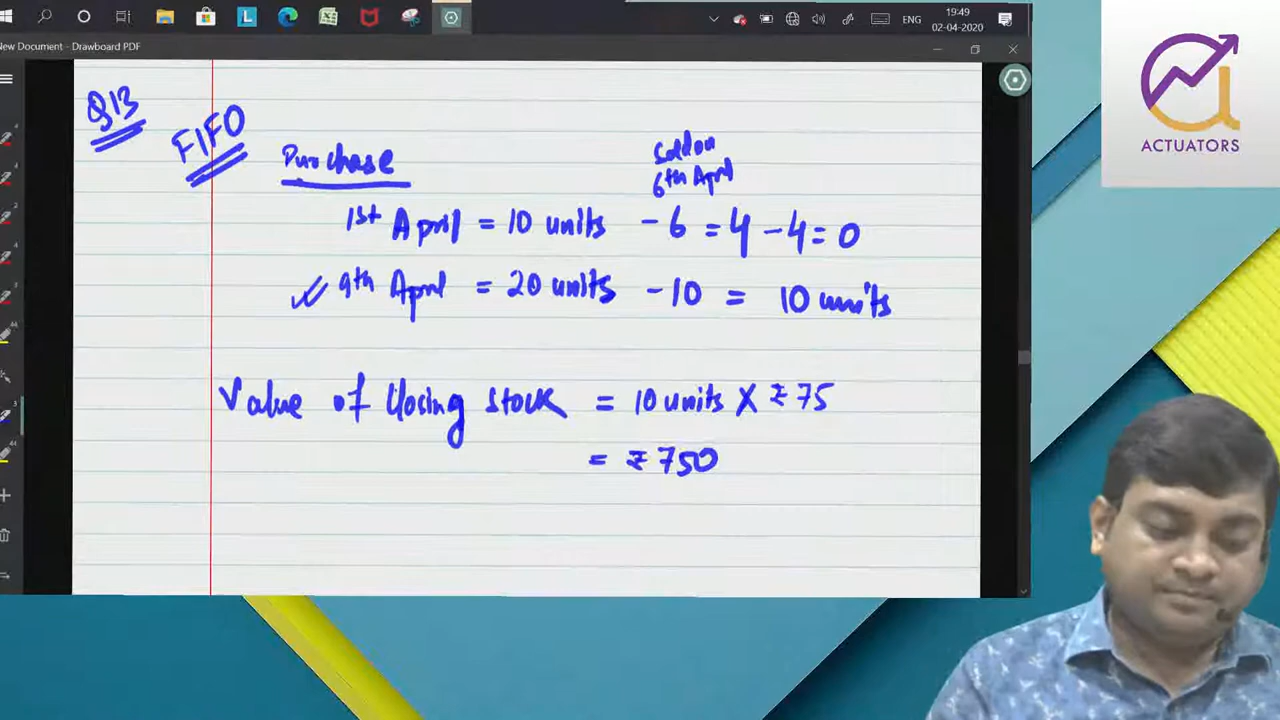 ENG
19:49
02-04-2020
New Document - Drawboard PDF
ACTUATORS
Q13
FIFO
Purchase
Sold on
6th April
1st April = 10 units - 6 = 4 - 4 = 0
9th April = 20 units - 10 = 10 units
Value of Closing Stock = 10 units X ₹ 75
= ₹ 750